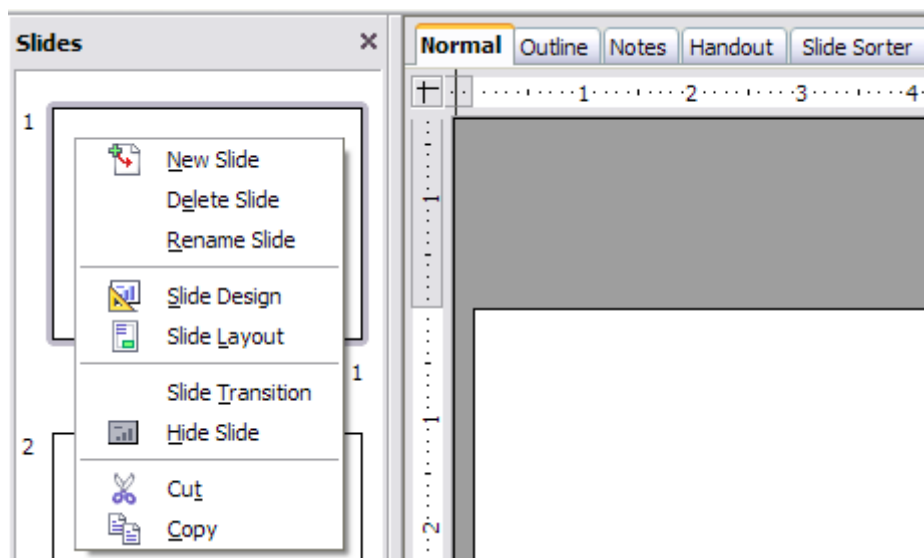 Slides
Normal Outline Notes Handout Slide Sorter
1 2 3 4
1
New Slide
Delete Slide
Rename Slide
Slide Design
Slide Layout
Slide Transition
Hide Slide
Cut
Copy
1
2
1
1
2